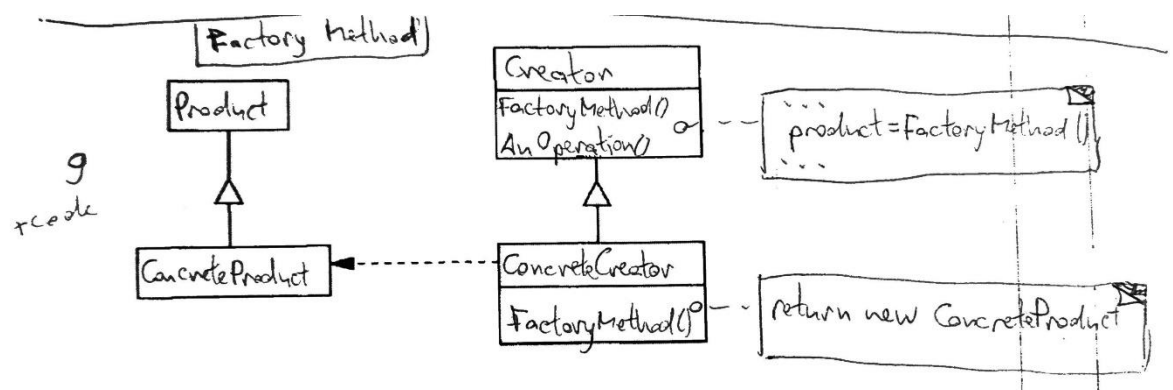 Factory Method
Product
Creator
FactoryMethod()
AnOperation()
...
product=FactoryMethod()
...
9
+code
ConcreteProduct
ConcreteCreator
FactoryMethod()
return new ConcreteProduct